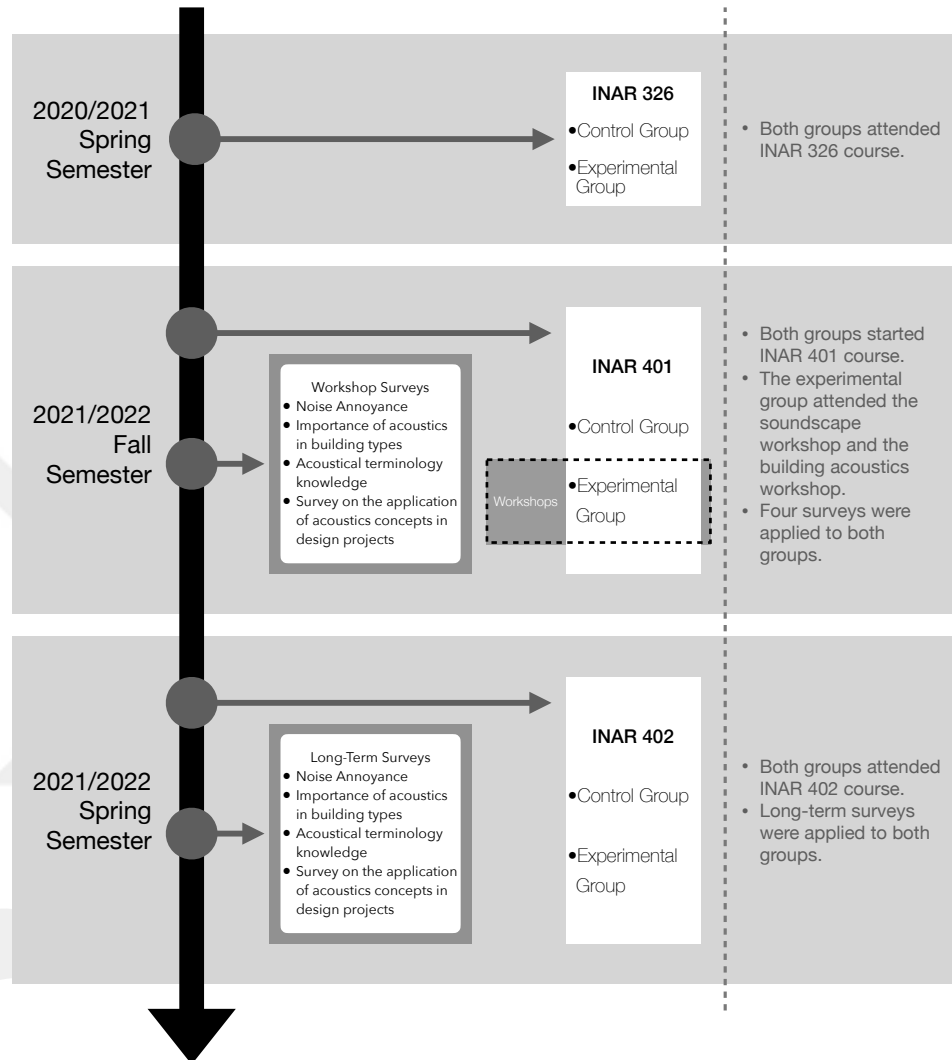 2020/2021
Spring
Semester
INAR 326
•Control Group
•Experimental
Group
• Both groups attended
INAR 326 course.
2021/2022
Fall
Semester
Workshop Surveys
• Noise Annoyance
• Importance of acoustics
in building types
• Acoustical terminology
knowledge
• Survey on the application
of acoustics concepts in
design projects
INAR 401
•Control Group
Workshops
•Experimental
Group
• Both groups started
INAR 401 course.
• The experimental
group attended the
soundscape
workshop and the
building acoustics
workshop.
• Four surveys were
applied to both
groups.
2021/2022
Spring
Semester
Long-Term Surveys
• Noise Annoyance
• Importance of acoustics
in building types
• Acoustical terminology
knowledge
• Survey on the application
of acoustics concepts in
design projects
INAR 402
•Control Group
•Experimental
Group
• Both groups attended
INAR 402 course.
• Long-term surveys
were applied to both
groups.